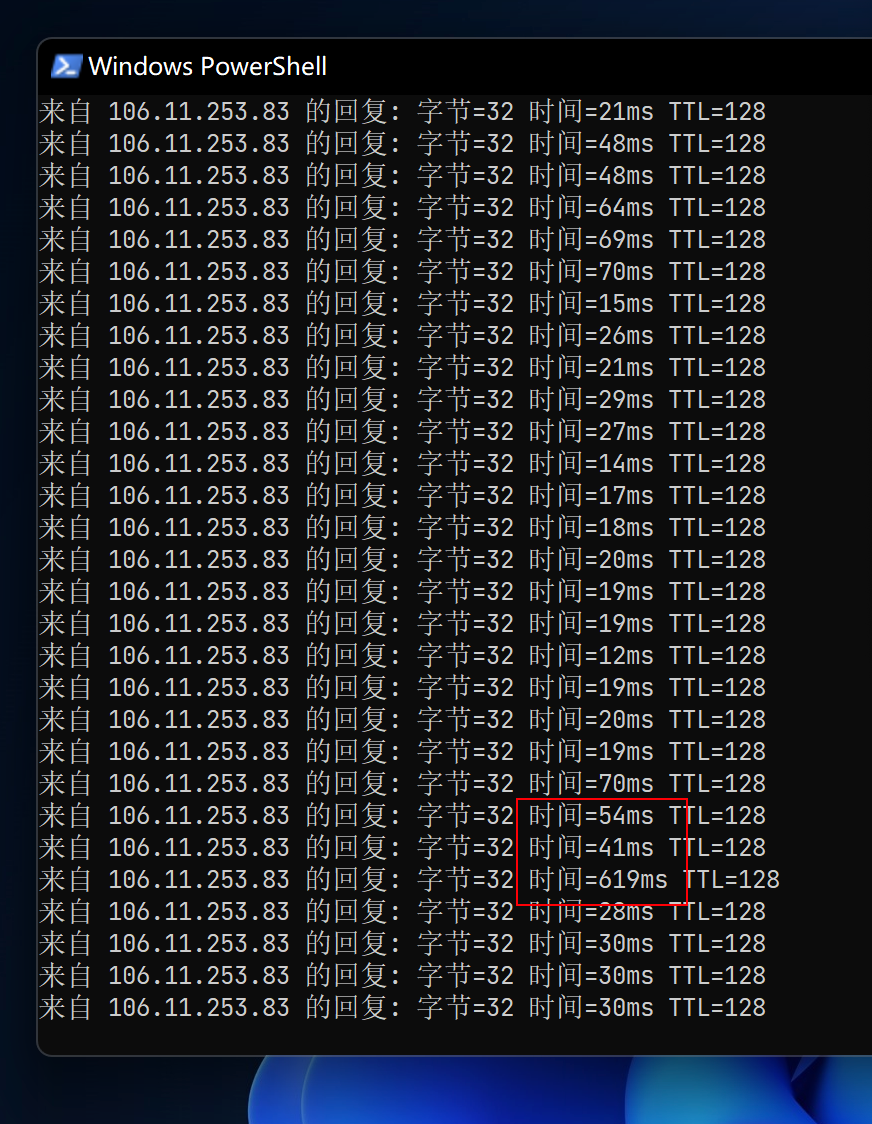 Windows PowerShell
来自 106.11.253.83 的回复: 字节=32 时间=21ms TTL=128
来自 106.11.253.83 的回复: 字节=32 时间=48ms TTL=128
来自 106.11.253.83 的回复: 字节=32 时间=48ms TTL=128
来自 106.11.253.83 的回复: 字节=32 时间=64ms TTL=128
来自 106.11.253.83 的回复: 字节=32 时间=69ms TTL=128
来自 106.11.253.83 的回复: 字节=32 时间=70ms TTL=128
来自 106.11.253.83 的回复: 字节=32 时间=15ms TTL=128
来自 106.11.253.83 的回复: 字节=32 时间=26ms TTL=128
来自 106.11.253.83 的回复: 字节=32 时间=21ms TTL=128
来自 106.11.253.83 的回复: 字节=32 时间=29ms TTL=128
来自 106.11.253.83 的回复: 字节=32 时间=27ms TTL=128
来自 106.11.253.83 的回复: 字节=32 时间=14ms TTL=128
来自 106.11.253.83 的回复: 字节=32 时间=17ms TTL=128
来自 106.11.253.83 的回复: 字节=32 时间=18ms TTL=128
来自 106.11.253.83 的回复: 字节=32 时间=20ms TTL=128
来自 106.11.253.83 的回复: 字节=32 时间=19ms TTL=128
来自 106.11.253.83 的回复: 字节=32 时间=19ms TTL=128
来自 106.11.253.83 的回复: 字节=32 时间=12ms TTL=128
来自 106.11.253.83 的回复: 字节=32 时间=19ms TTL=128
来自 106.11.253.83 的回复: 字节=32 时间=20ms TTL=128
来自 106.11.253.83 的回复: 字节=32 时间=19ms TTL=128
来自 106.11.253.83 的回复: 字节=32 时间=70ms TTL=128
来自 106.11.253.83 的回复: 字节=32 时间=54ms TTL=128
来自 106.11.253.83 的回复: 字节=32 时间=41ms TTL=128
来自 106.11.253.83 的回复: 字节=32 时间=619ms TTL=128
来自 106.11.253.83 的回复: 字节=32 时间=28ms TTL=128
来自 106.11.253.83 的回复: 字节=32 时间=30ms TTL=128
来自 106.11.253.83 的回复: 字节=32 时间=30ms TTL=128
来自 106.11.253.83 的回复: 字节=32 时间=30ms TTL=128